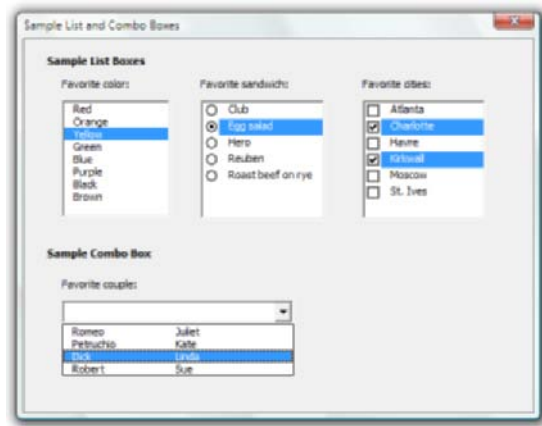 Sample List and Combo Boxes
Sample List Boxes
Favorite color:
Red
Orange
Yellow
Green
Blue
Purple
Black
Brown
Favorite sandwich:
Club
Egg salad
Hero
Reuben
Roast beef on rye
Favorite cities:
Atlanta
Charlotte
Havre
Kirkwall
Moscow
St. Ives
Sample Combo Box
Favorite couple:
Romeo Juliet
Petruchio Kate
Dick Linda
Robert Sue